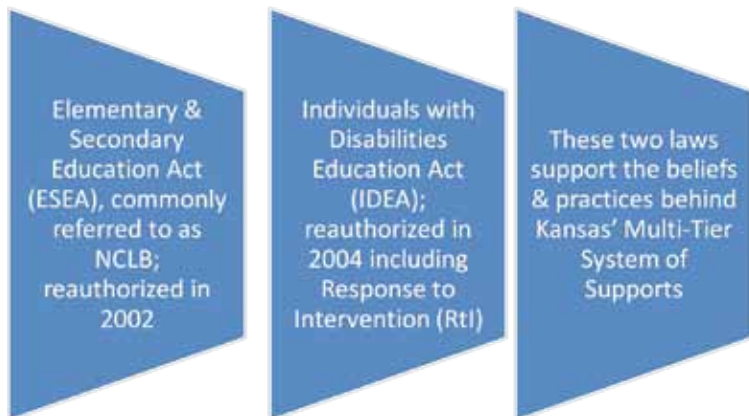 Elementary &
Secondary
Education Act
(ESEA), commonly
referred to as
NCLB;
reauthorized in
2002
Individuals with
Disabilities
Education Act
(IDEA);
reauthorized in
2004 including
Response to
Intervention (RtI)
These two laws
support the beliefs
& practices behind
Kansas' Multi-Tier
System of
Supports